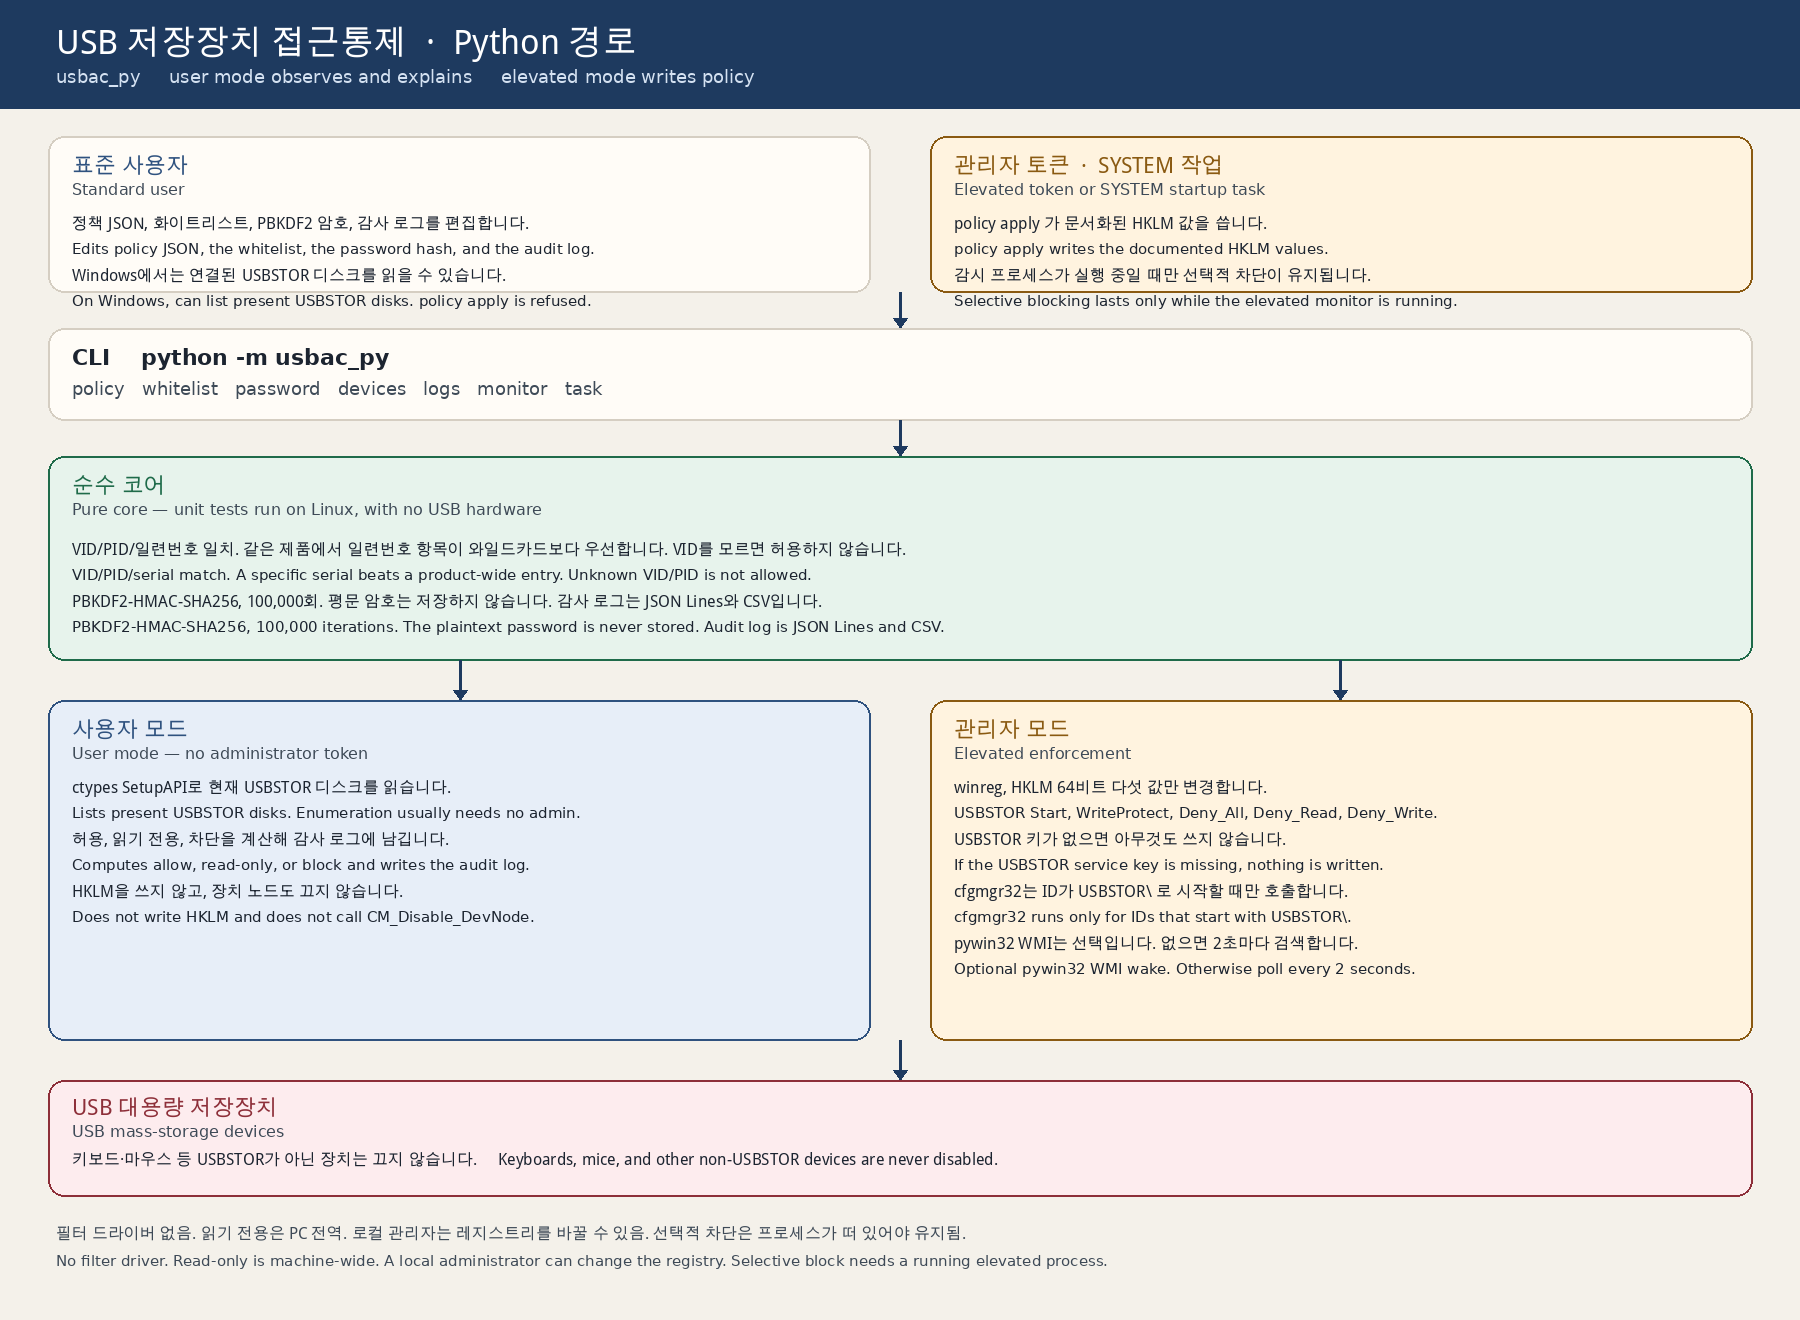 USB 저장장치 접근통제 · Python 경로
usbac_py user mode observes and explains elevated mode writes policy
표준 사용자
Standard user
정책 JSON, 화이트리스트, PBKDF2 암호, 감사 로그를 편집합니다.
Edits policy JSON, the whitelist, the password hash, and the audit log.
Windows에서는 연결된 USBSTOR 디스크를 읽을 수 있습니다.
On Windows, can list present USBSTOR disks. policy apply is refused.
관리자 토큰 · SYSTEM 작업
Elevated token or SYSTEM startup task
policy apply 가 문서화된 HKLM 값을 씁니다.
policy apply writes the documented HKLM values.
감시 프로세스가 실행 중일 때만 선택적 차단이 유지됩니다.
Selective blocking lasts only while the elevated monitor is running.
CLI python -m usbac_py
policy whitelist password devices logs monitor task
순수 코어
Pure core — unit tests run on Linux, with no USB hardware
VID/PID/일련번호 일치. 같은 제품에서 일련번호 항목이 와일드카드보다 우선합니다. VID를 모르면 허용하지 않습니다.
VID/PID/serial match. A specific serial beats a product-wide entry. Unknown VID/PID is not allowed.
PBKDF2-HMAC-SHA256, 100,000회. 평문 암호는 저장하지 않습니다. 감사 로그는 JSON Lines와 CSV입니다.
PBKDF2-HMAC-SHA256, 100,000 iterations. The plaintext password is never stored. Audit log is JSON Lines and CSV.
사용자 모드
User mode — no administrator token
ctypes SetupAPI로 현재 USBSTOR 디스크를 읽습니다.
Lists present USBSTOR disks. Enumeration usually needs no admin.
허용, 읽기 전용, 차단을 계산해 감사 로그에 남깁니다.
Computes allow, read-only, or block and writes the audit log.
HKLM을 쓰지 않고, 장치 노드도 끄지 않습니다.
Does not write HKLM and does not call CM_Disable_DevNode.
관리자 모드
Elevated enforcement
winreg, HKLM 64비트 다섯 값만 변경합니다.
USBSTOR Start, WriteProtect, Deny_All, Deny_Read, Deny_Write.
USBSTOR 키가 없으면 아무것도 쓰지 않습니다.
If the USBSTOR service key is missing, nothing is written.
cfgmgr32는 ID가 USBSTOR\ 로 시작할 때만 호출합니다.
cfgmgr32 runs only for IDs that start with USBSTOR\.
pywin32 WMI는 선택입니다. 없으면 2초마다 검색합니다.
Optional pywin32 WMI wake. Otherwise poll every 2 seconds.
USB 대용량 저장장치
USB mass-storage devices
키보드·마우스 등 USBSTOR가 아닌 장치는 끄지 않습니다. Keyboards, mice, and other non-USBSTOR devices are never disabled.
필터 드라이버 없음. 읽기 전용은 PC 전역. 로컬 관리자는 레지스트리를 바꿀 수 있음. 선택적 차단은 프로세스가 떠 있어야 유지됨.
No filter driver. Read-only is machine-wide. A local administrator can change the registry. Selective block needs a running elevated process.